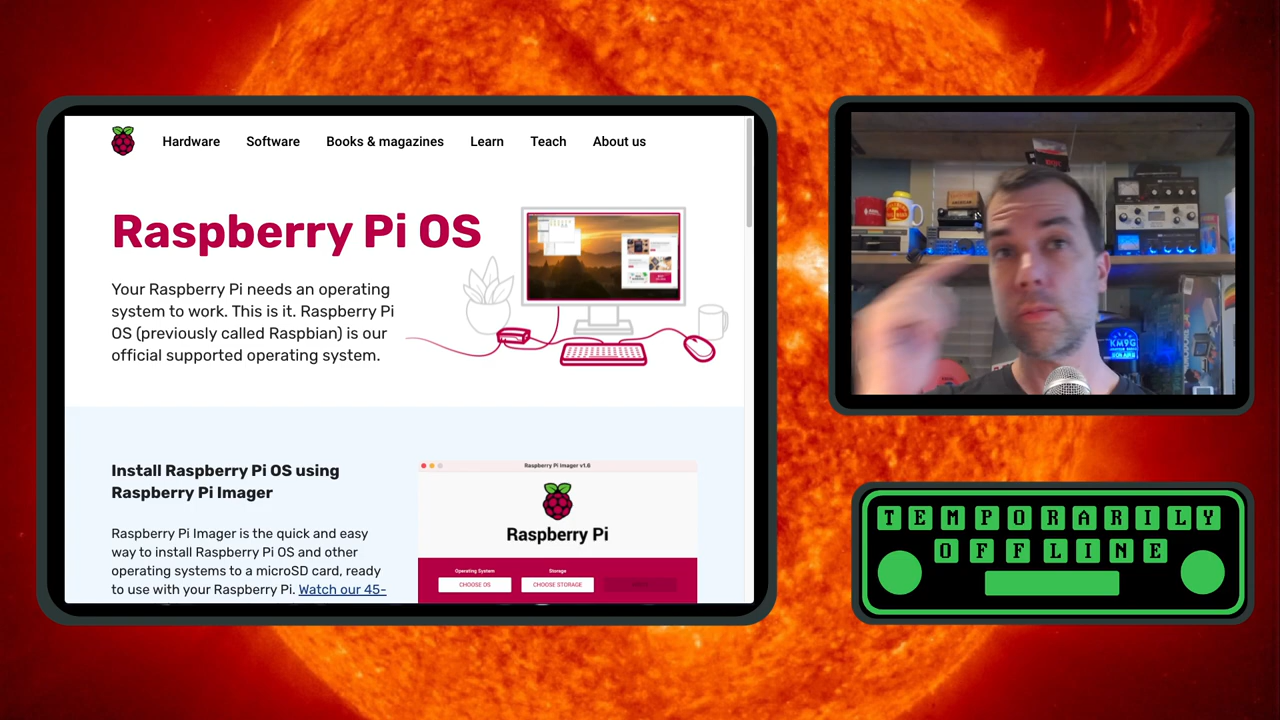 Hardware
Software
Books & magazines
Learn
Teach
About us
Raspberry Pi OS
Your Raspberry Pi needs an operating
system to work. This is it. Raspberry Pi
OS (previously called Raspbian) is our
official supported operating system.
Install Raspberry Pi OS using
Raspberry Pi Imager
Raspberry Pi Imager is the quick and easy
way to install Raspberry Pi OS and other
operating systems to a microSD card, ready
to use with your Raspberry Pi. Watch our 45-
Raspberry Pi Imager v1.6
Raspberry Pi
Operating System
Storage
CHOOSE OS
CHOOSE STORAGE
KM9G
TEMPORARILY
OFFLINE